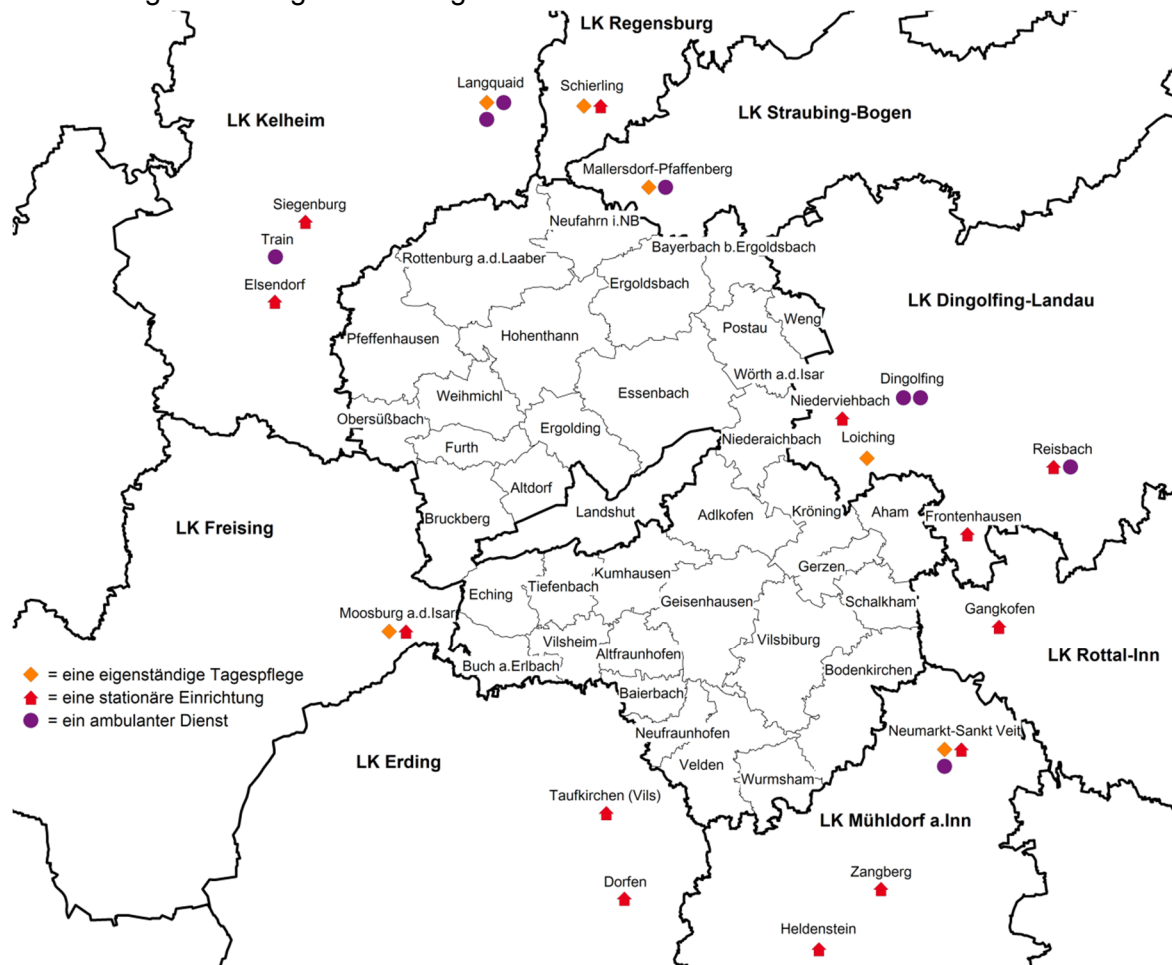 LK Regensburg
Langquaid
Schierling
LK Kelheim
LK Straubing-Bogen
Mallersdorf-Pfaffenberg
Siegenburg
Neufahrn i.NB
Train
Bayerbach b.Ergoldsbach
Rottenburg a.d.Laaber
Elsendorf
Ergoldsbach
LK Dingolfing-Landau
Weng
Postau
Pfeffenhausen
Hohenthann
Wörth a.d.Isar
Dingolfing
Essenbach
Weihmichl
Niederviehbach
Obersüßbach
Ergolding
Niederaichbach
Loiching
Furth
Reisbach
Altdorf
Landshut
Kröning
Aham
Adlkofen
Frontenhausen
Bruckberg
LK Freising
Gerzen
Kumhausen
Tiefenbach
Eching
Geisenhausen
Schalkham
Gangkofen
Moosburg a.d.Isar
Vilsheim
Vilsbiburg
Altfraunhofen
LK Rottal-Inn
Buch a.Erlbach
Bodenkirchen
= eine eigenständige Tagespflege
= eine stationäre Einrichtung
= ein ambulanter Dienst
Baierbach
Neufraunhofen
Neumarkt-Sankt Veit
LK Erding
Velden
Wurmsham
Taufkirchen (Vils)
LK Mühldorf a.Inn
Zangberg
Dorfen
Heldenstein